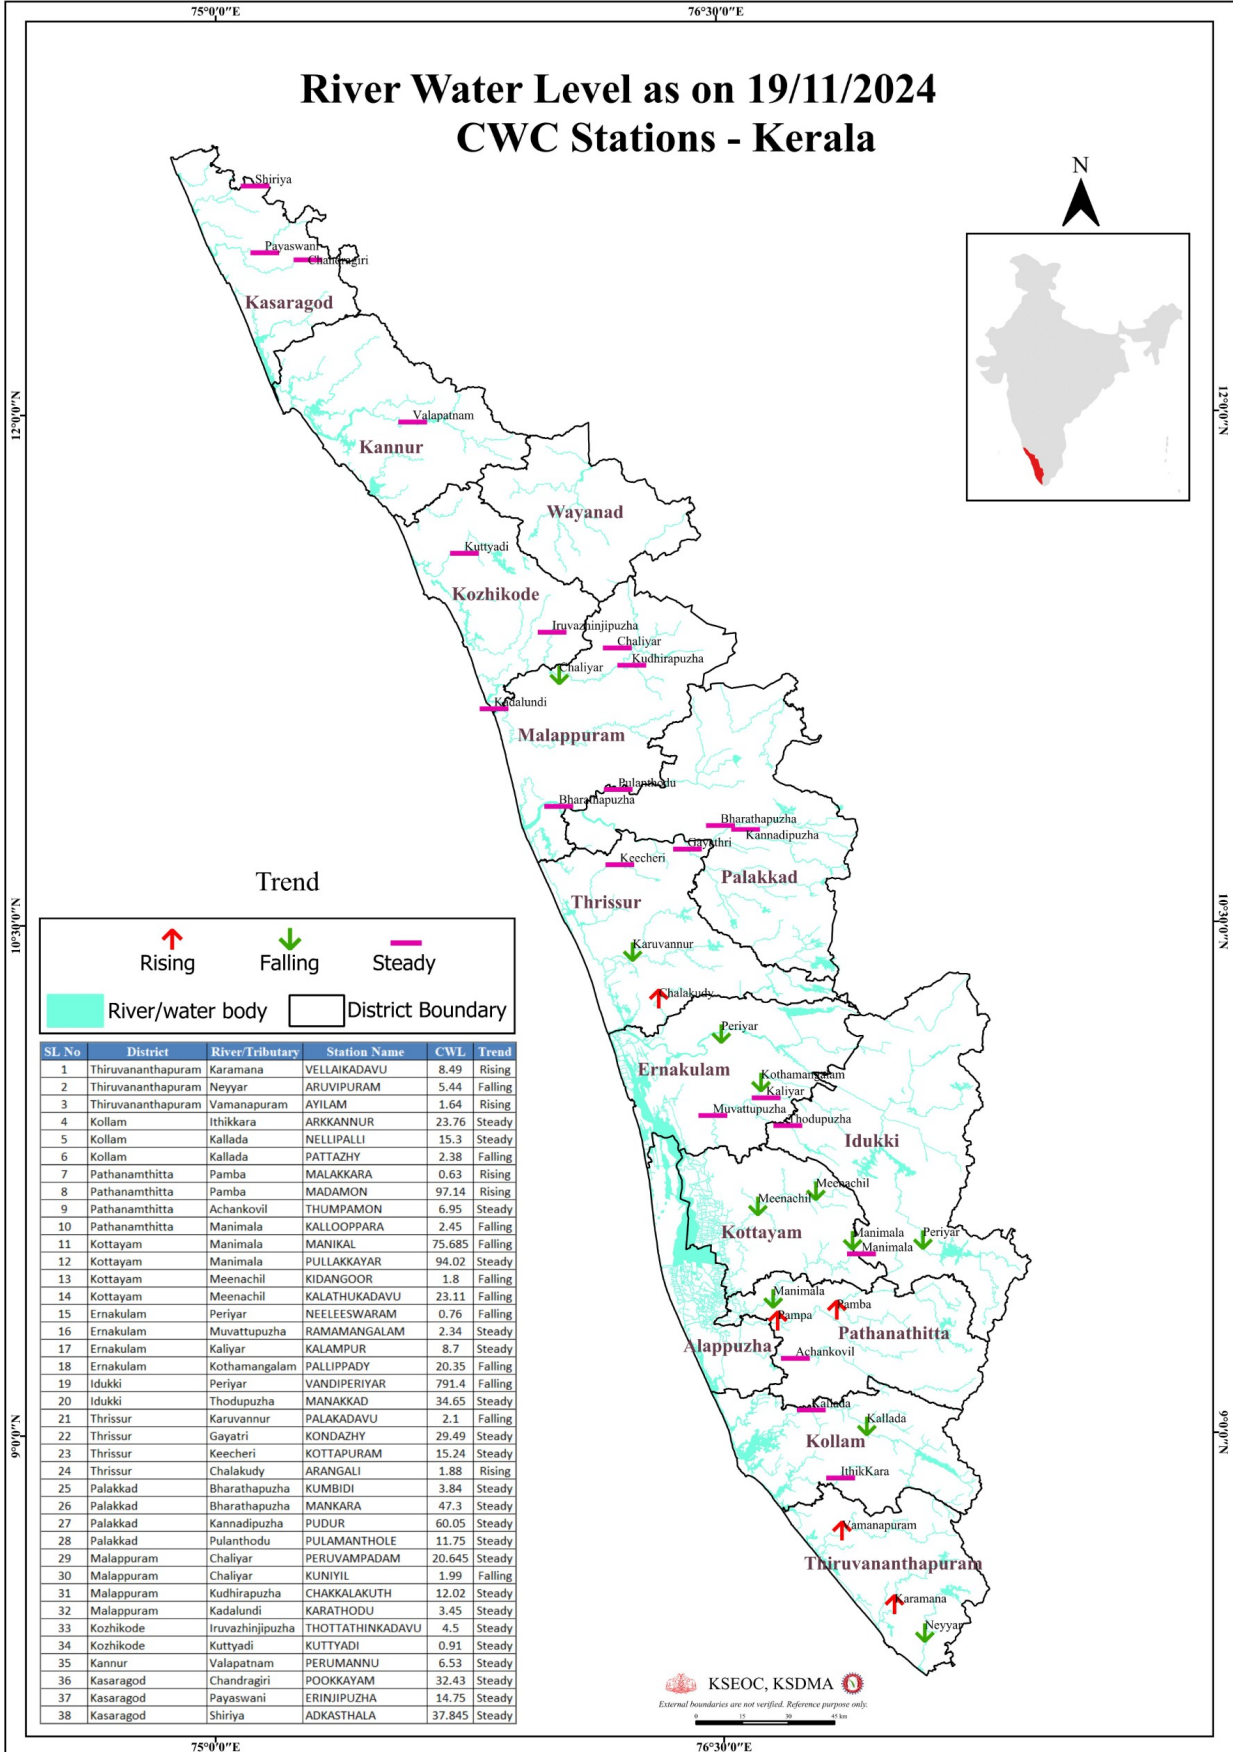 75°0'0"E 76°30'0"E
River Water Level as on 19/11/2024
CWC Stations - Kerala
N
Shiriya
Payaswani
Chandragiri
Kasaragod
12°0'0"N 12°0'0"N
Valapatnam
Kannur
Wayanad
Kuttyadi
Kozhikode
Iruvazhinjipuzha
Chaliyar
Kudhirapuzha
Chaliyar
Kadalundi
Malappuram
Pulanthodu
Bharathapuzha
Bharathapuzha
Kannadipuzha
Gayathri
Keecheri
Palakkad
Thrissur
Karuvannur
Chalakudy
Periyar
Ernakulam
Kothamangalam
Kaliyar
Muvattupuzha
Thodupuzha
Idukki
Meenachil
Meenachil
Kottayam
Manimala
Periyar
Manimala
Manimala
Pamba
Pampa
Pathanathitta
Alappuzha
Achankovil
Kallada
Kallada
Kollam
IthikKara
Vamanapuram
Thiruvananthapuram
Karamana
Neyyar
10°30'0"N 10°30'0"N
9°0'0"N 9°0'0"N
Trend
Rising Falling Steady
River/water body District Boundary
SL No District River/Tributary Station Name CWL Trend
1 Thiruvananthapuram Karamana VELLAIKADAVU 8.49 Rising
2 Thiruvananthapuram Neyyar ARUVIPURAM 5.44 Falling
3 Thiruvananthapuram Vamanapuram AYILAM 1.64 Rising
4 Kollam Ithikkara ARKKANNUR 23.76 Steady
5 Kollam Kallada NELLIPALLI 15.3 Steady
6 Kollam Kallada PATTAZHY 2.38 Falling
7 Pathanamthitta Pamba MALAKKARA 0.63 Rising
8 Pathanamthitta Pamba MADAMON 97.14 Rising
9 Pathanamthitta Achankovil THUMPAMON 6.95 Steady
10 Pathanamthitta Manimala KALLOOPPARA 2.45 Falling
11 Kottayam Manimala MANIKAL 75.685 Falling
12 Kottayam Manimala PULLAKKAYAR 94.02 Steady
13 Kottayam Meenachil KIDANGOOR 1.8 Falling
14 Kottayam Meenachil KALATHUKADAVU 23.11 Falling
15 Ernakulam Periyar NEELEESWARAM 0.76 Falling
16 Ernakulam Muvattupuzha RAMAMANGALAM 2.34 Steady
17 Ernakulam Kaliyar KALAMPUR 8.7 Steady
18 Ernakulam Kothamangalam PALLIPPADY 20.35 Falling
19 Idukki Periyar VANDIPERIYAR 791.4 Falling
20 Idukki Thodupuzha MANAKKAD 34.65 Steady
21 Thrissur Karuvannur PALAKADAVU 2.1 Falling
22 Thrissur Gayatri KONDAZHY 29.49 Steady
23 Thrissur Keecheri KOTTAPURAM 15.24 Steady
24 Thrissur Chalakudy ARANGALI 1.88 Rising
25 Palakkad Bharathapuzha KUMBIDI 3.84 Steady
26 Palakkad Bharathapuzha MANKARA 47.3 Steady
27 Palakkad Kannadipuzha PUDUR 60.05 Steady
28 Palakkad Pulanthodu PULAMANTHOLE 11.75 Steady
29 Malappuram Chaliyar PERUVAMPADAM 20.645 Steady
30 Malappuram Chaliyar KUNIYIL 1.99 Falling
31 Malappuram Kudhirapuzha CHAKKALAKUTH 12.02 Steady
32 Malappuram Kadalundi KARATHODU 3.45 Steady
33 Kozhikode Iruvazhinjipuzha THOTTATHINKADAVU 4.5 Steady
34 Kozhikode Kuttyadi KUTTYADI 0.91 Steady
35 Kannur Valapatnam PERUMANNU 6.53 Steady
36 Kasaragod Chandragiri POOKKAYAM 32.43 Steady
37 Kasaragod Payaswani ERINJIPUZHA 14.75 Steady
38 Kasaragod Shiriya ADKASTHALA 37.845 Steady
KSEOC, KSDMA
External boundaries are not verified. Reference purpose only.
0 15 30 45 km
75°0'0"E 76°30'0"E